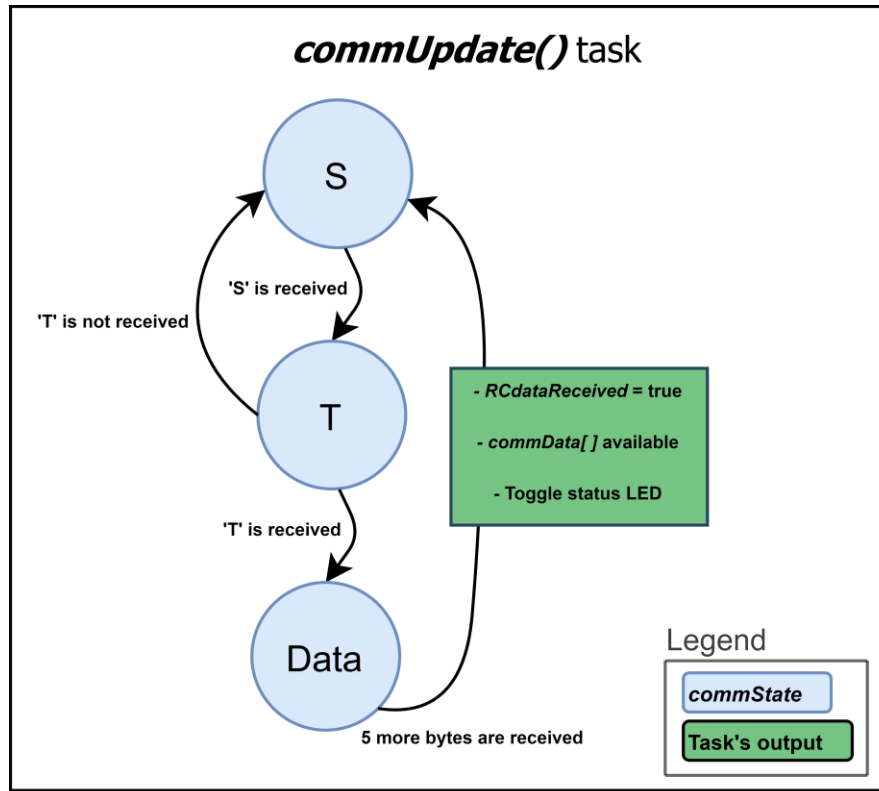 commUpdate() task
S
'S' is received
'T' is not received
T
- RCdataReceived = true
- commData[ ] available
- Toggle status LED
'T' is received
Data
5 more bytes are received
Legend
commState
Task's output